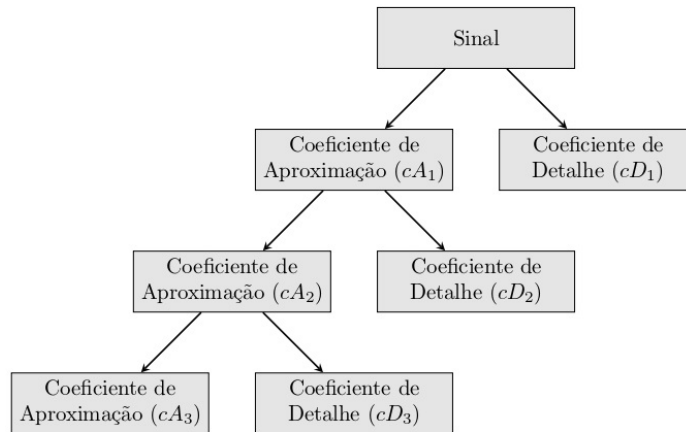 Sinal
Coeficiente de
Aproximação (cA₁)
Coeficiente de
Detalhe (cD₁)
Coeficiente de
Aproximação (cA₂)
Coeficiente de
Detalhe (cD₂)
Coeficiente de
Aproximação (cA₃)
Coeficiente de
Detalhe (cD₃)